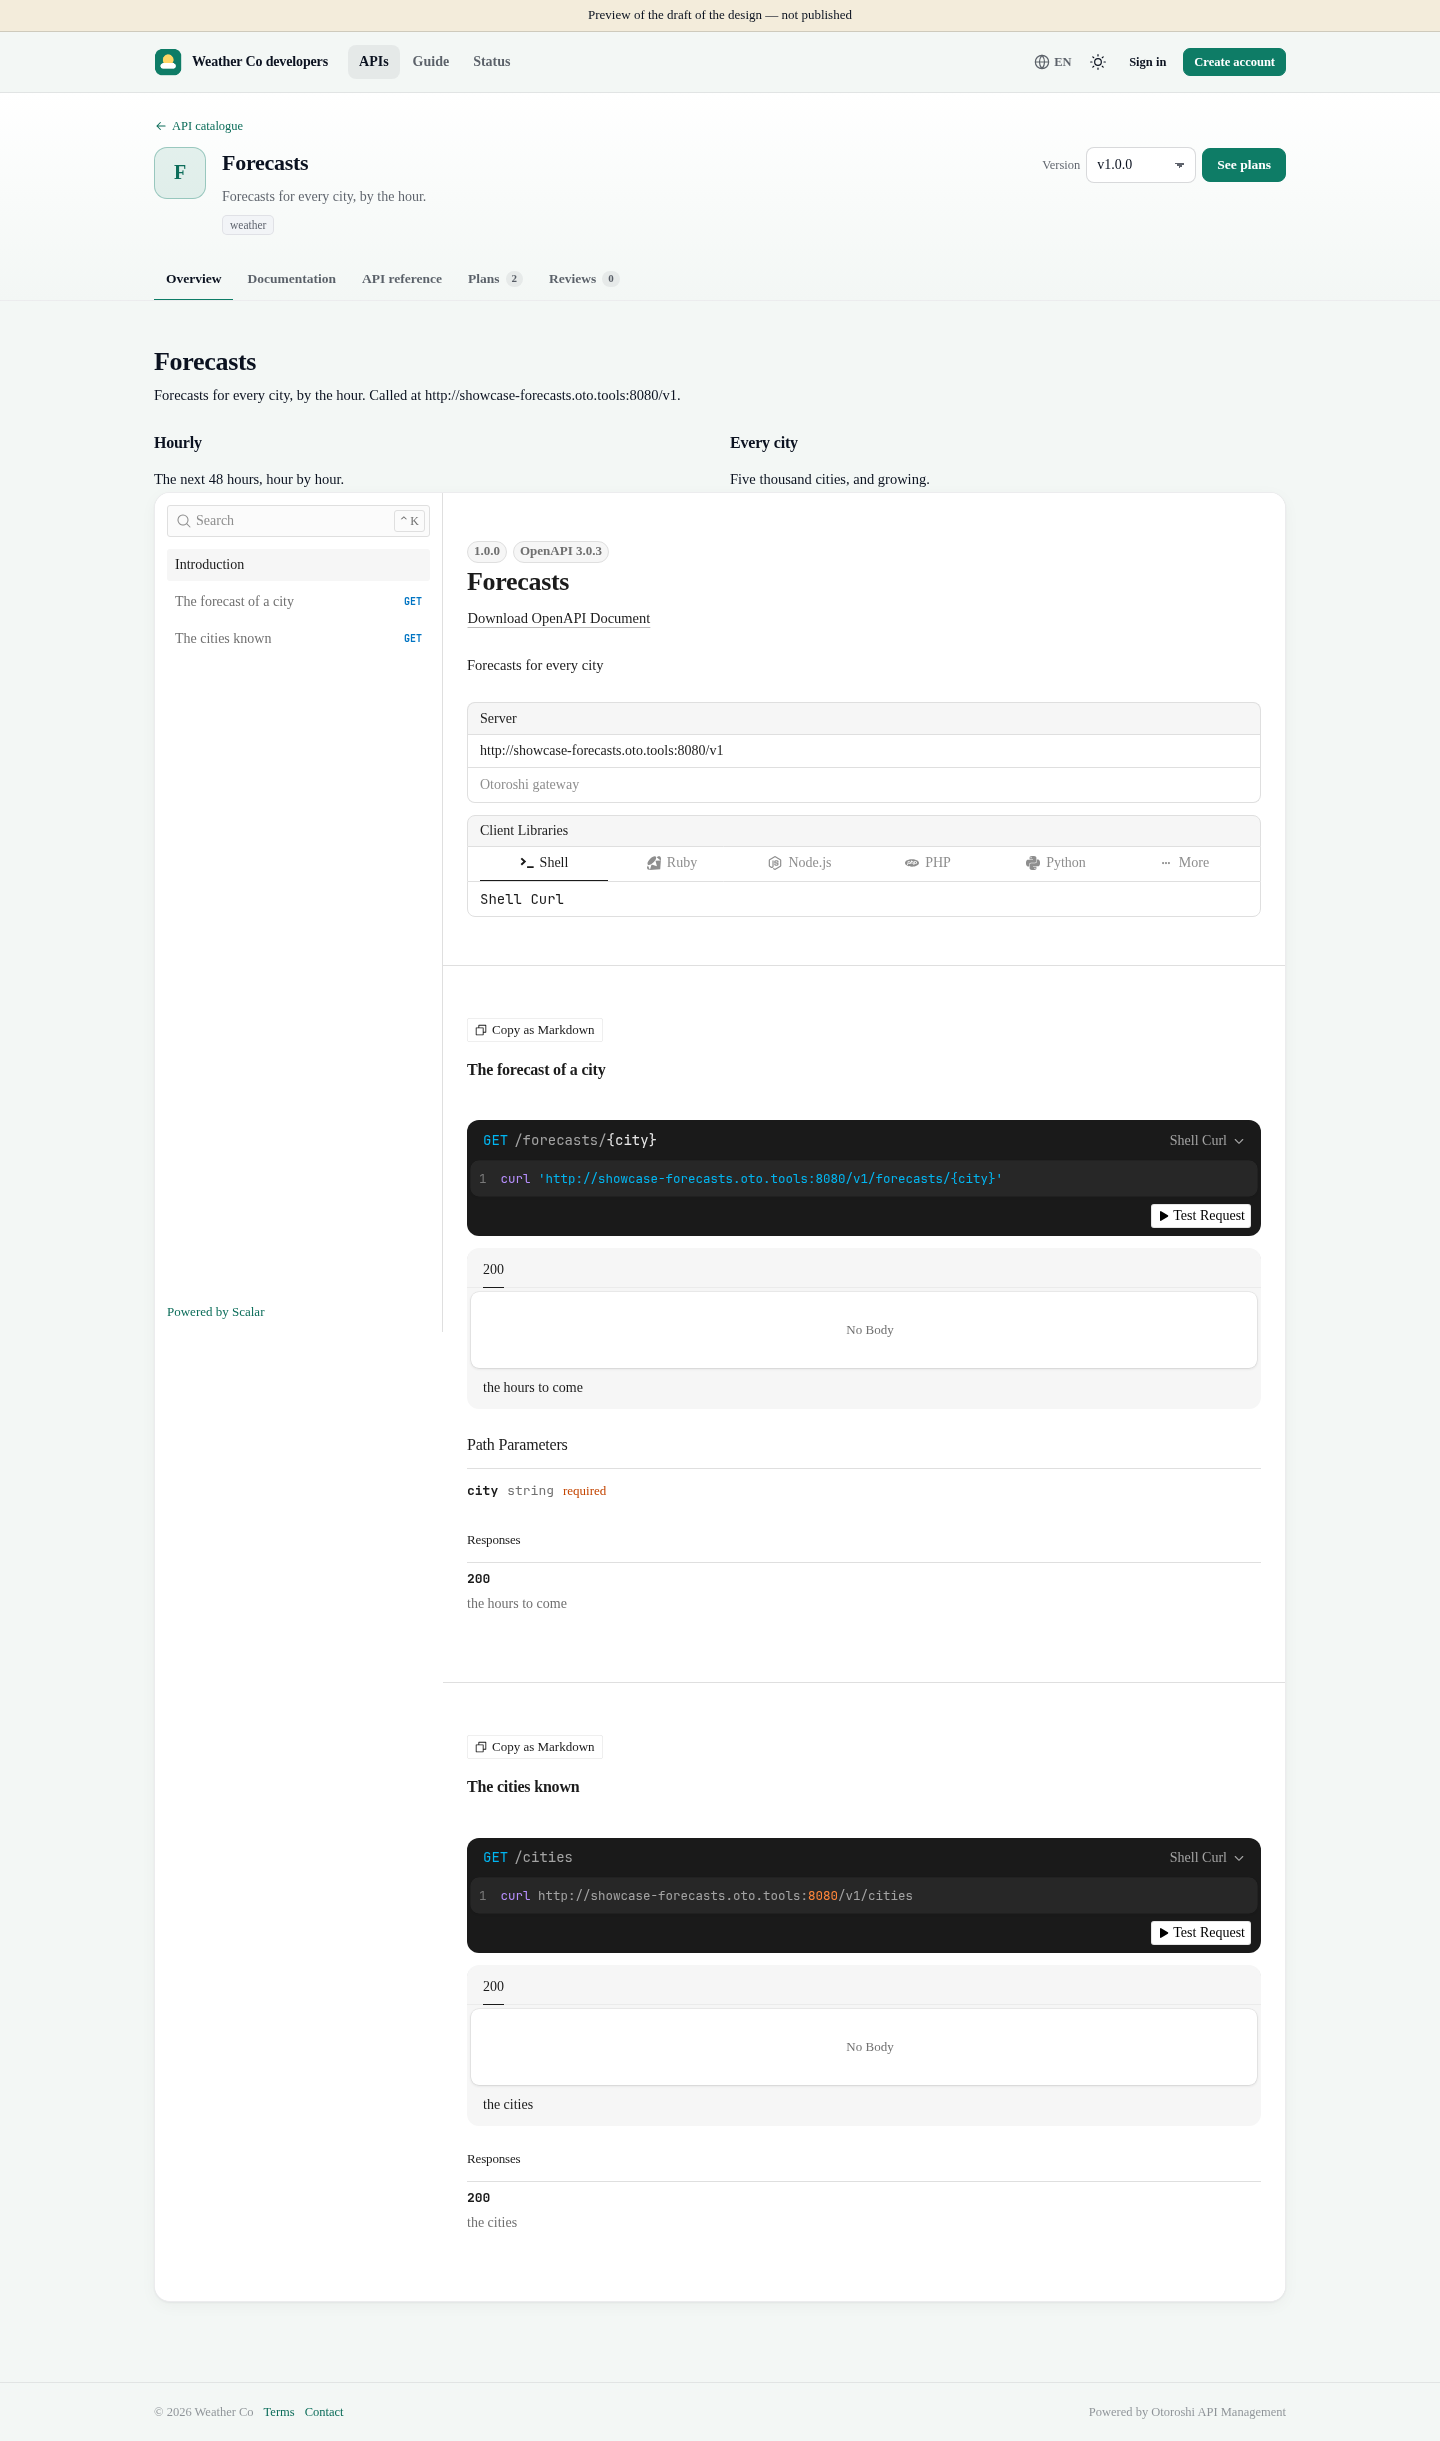 Preview of the draft of the design — not published
Weather Co developers APIs Guide Status EN Sign in Create account
API catalogue
F Forecasts Version v1.0.0 See plans
Forecasts for every city, by the hour.
weather
Overview Documentation API reference Plans 2 Reviews 0
Forecasts
Forecasts for every city, by the hour. Called at http://showcase-forecasts.oto.tools:8080/v1.
Hourly
The next 48 hours, hour by hour.
Every city
Five thousand cities, and growing.
Search ⌃ K
Introduction
The forecast of a city GET
The cities known GET
Powered by Scalar
1.0.0 OpenAPI 3.0.3
Forecasts
Download OpenAPI Document
Forecasts for every city
Server
http://showcase-forecasts.oto.tools:8080/v1
Otoroshi gateway
Client Libraries
Shell Ruby Node.js PHP Python More
Shell Curl
Copy as Markdown
The forecast of a city
GET /forecasts/{city} Shell Curl
1 curl 'http://showcase-forecasts.oto.tools:8080/v1/forecasts/{city}'
Test Request
200
No Body
the hours to come
Path Parameters
city string required
Responses
200
the hours to come
Copy as Markdown
The cities known
GET /cities Shell Curl
1 curl http://showcase-forecasts.oto.tools:8080/v1/cities
Test Request
200
No Body
the cities
Responses
200
the cities
© 2026 Weather Co Terms Contact Powered by Otoroshi API Management